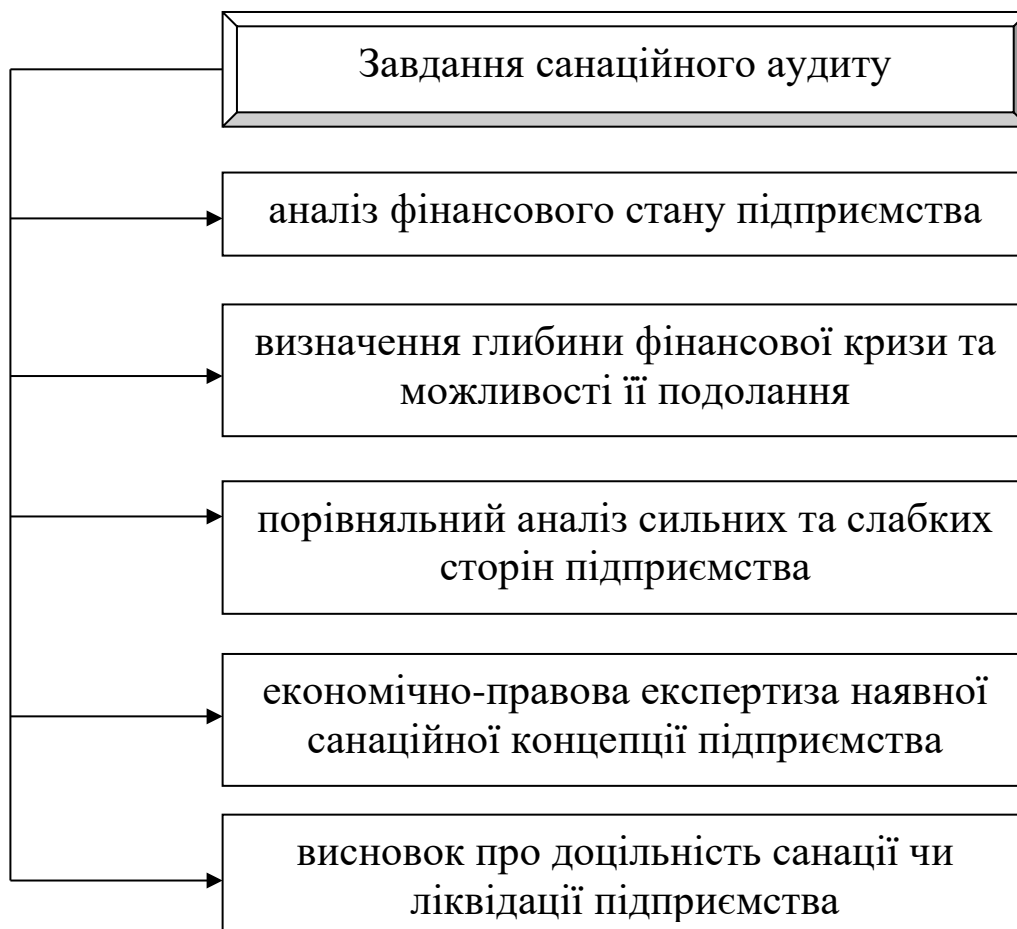 Завдання санаційного аудиту
аналіз фінансового стану підприємства
визначення глибини фінансової кризи та
можливості її подолання
порівняльний аналіз сильних та слабких
сторін підприємства
економічно-правова експертиза наявної
санаційної концепції підприємства
висновок про доцільність санації чи
ліквідації підприємства